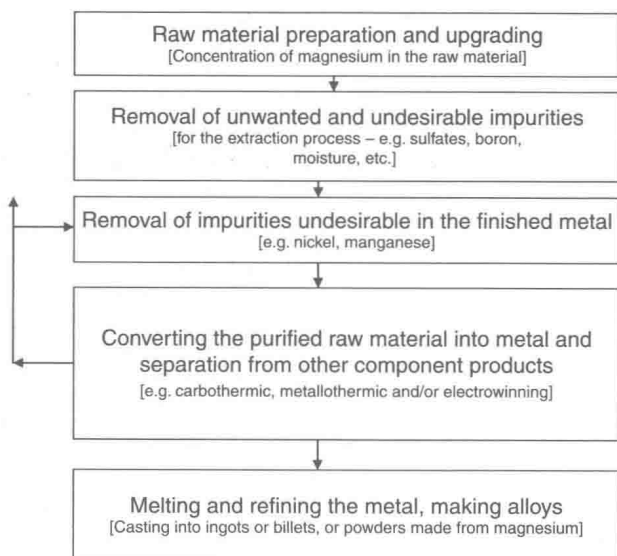 Raw material preparation and upgrading
[Concentration of magnesium in the raw material]
Removal of unwanted and undesirable impurities
[for the extraction process – e.g. sulfates, boron,
moisture, etc.]
Removal of impurities undesirable in the finished metal
[e.g. nickel, manganese]
Converting the purified raw material into metal and
separation from other component products
[e.g. carbothermic, metallothermic and/or electrowinning]
Melting and refining the metal, making alloys
[Casting into ingots or billets, or powders made from magnesium]